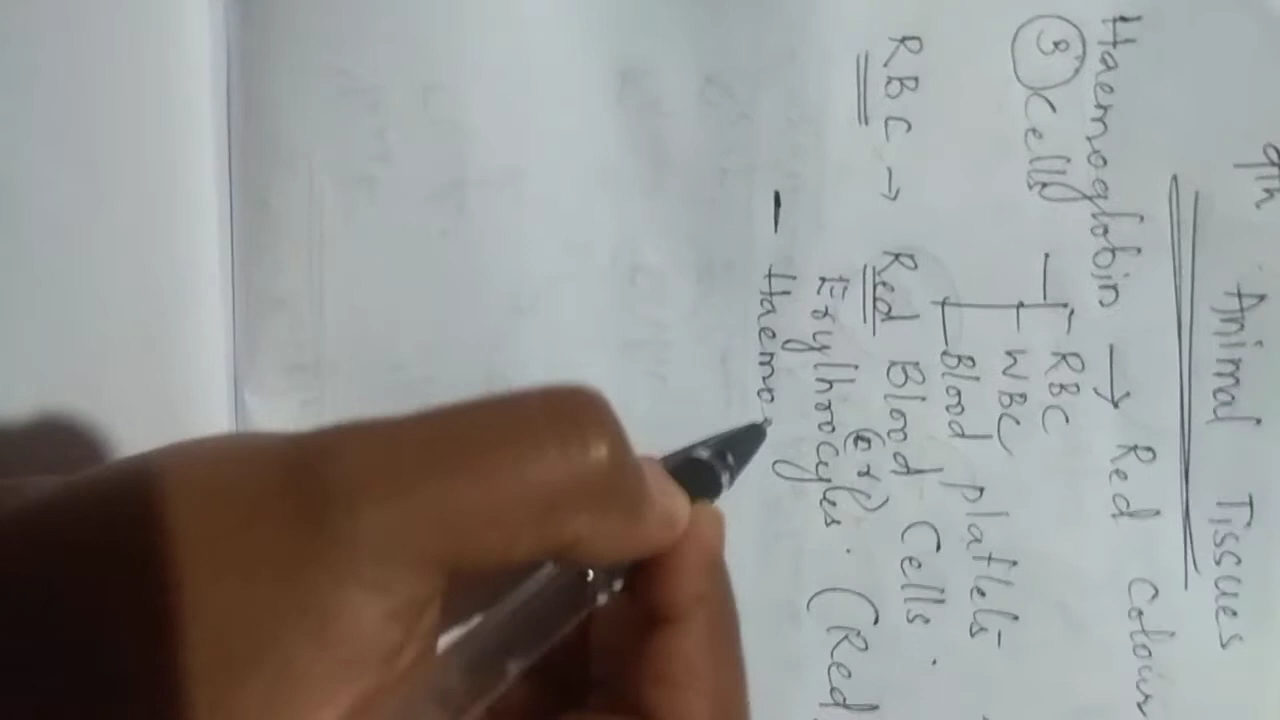 9th Animal Tissues
Haemoglobin → Red Colour
3 Cells RBC
WBC
Blood platlets
RBC → Red Blood Cells.
(or)
Erylhrocyles. (Red
- Haemo